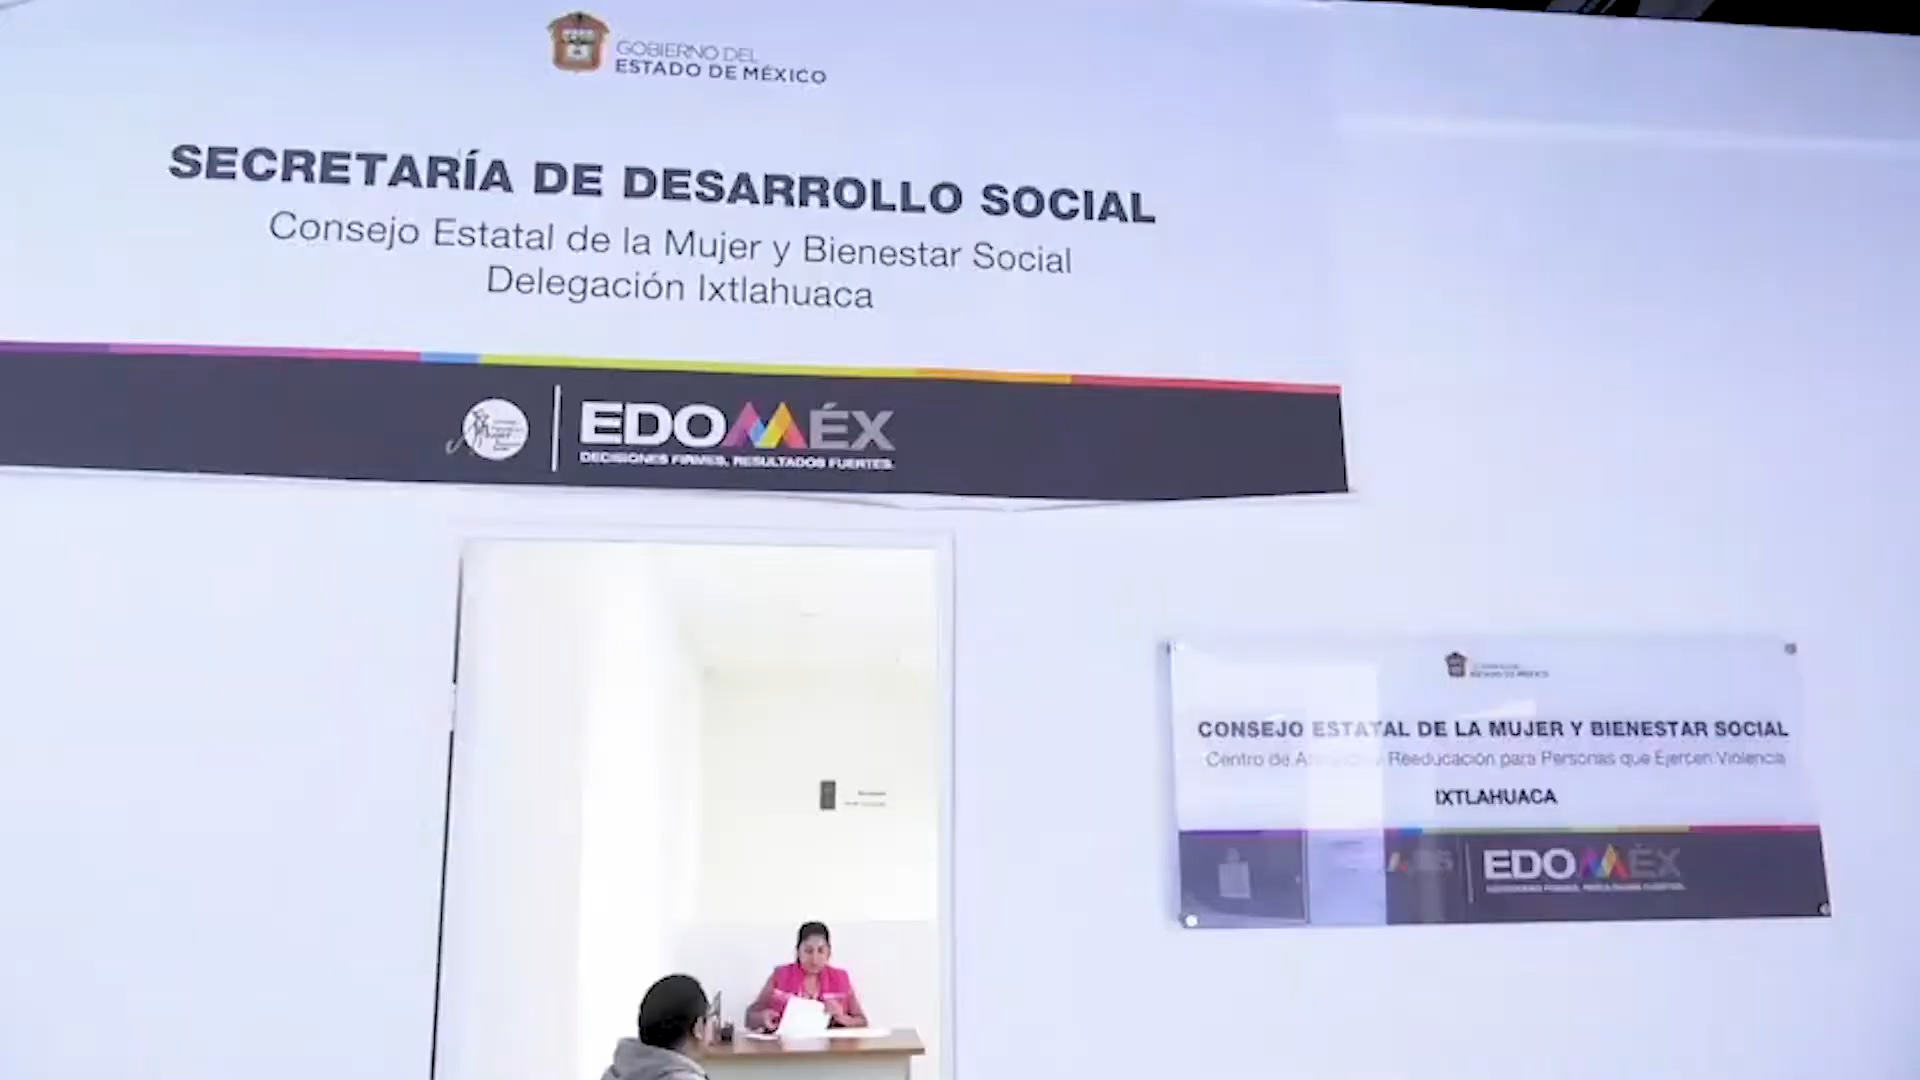 GOBIERNO DEL
ESTADO DE MÉXICO
SECRETARÍA DE DESARROLLO SOCIAL
Consejo Estatal de la Mujer y Bienestar Social
Delegación Ixtlahuaca
EDOMÉX
DECISIONES FIRMES, RESULTADOS FUERTES.
CONSEJO ESTATAL DE LA MUJER Y BIENESTAR SOCIAL
Centro de Reeducación para Personas que Ejercen Violencia
IXTLAHUACA
EDOMÉX